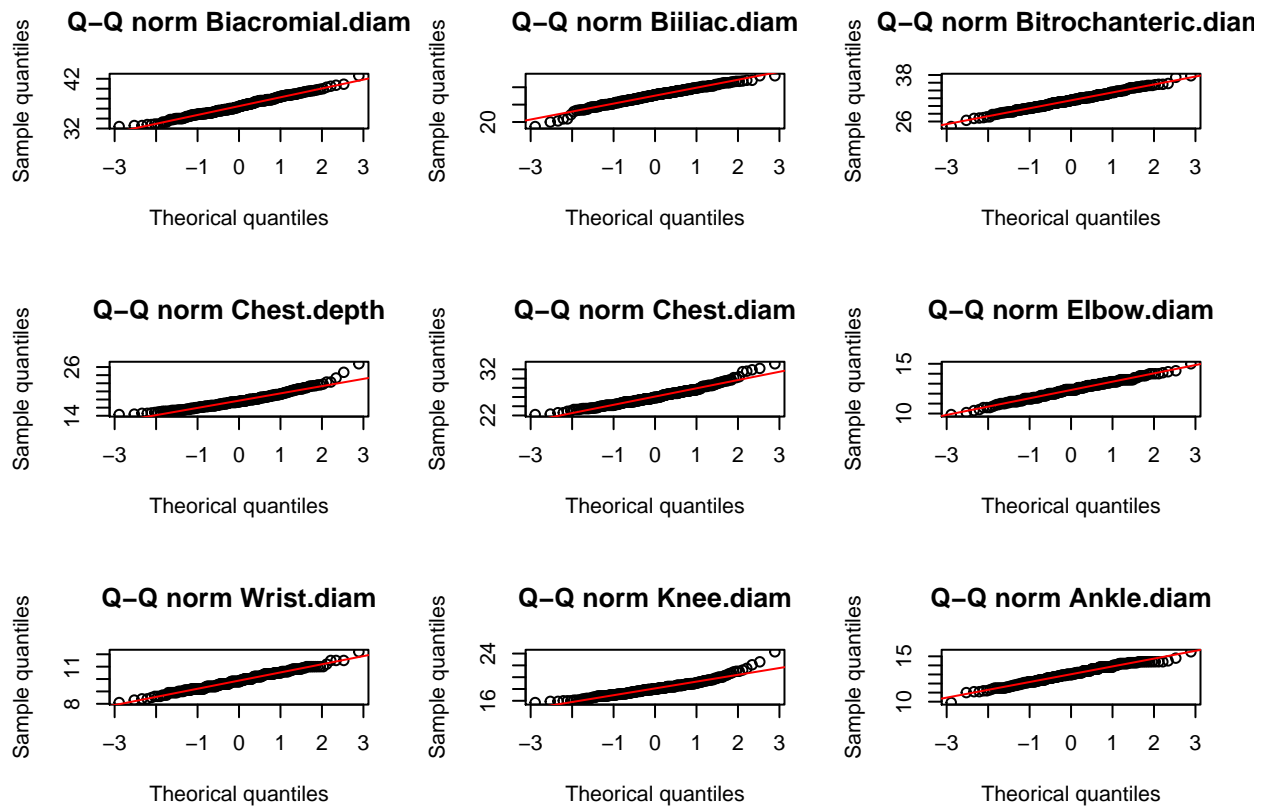 Q−Q norm Biacromial.diam
Sample quantiles
42
32
−3 −1 0 1 2 3
Theorical quantiles
Q−Q norm Biiliac.diam
Sample quantiles
20
−3 −1 0 1 2 3
Theorical quantiles
Q−Q norm Bitrochanteric.dian
Sample quantiles
38
26
−3 −1 0 1 2 3
Theorical quantiles
Q−Q norm Chest.depth
Sample quantiles
26
14
−3 −1 0 1 2 3
Theorical quantiles
Q−Q norm Chest.diam
Sample quantiles
32
22
−3 −1 0 1 2 3
Theorical quantiles
Q−Q norm Elbow.diam
Sample quantiles
15
10
−3 −1 0 1 2 3
Theorical quantiles
Q−Q norm Wrist.diam
Sample quantiles
11
8
−3 −1 0 1 2 3
Theorical quantiles
Q−Q norm Knee.diam
Sample quantiles
24
16
−3 −1 0 1 2 3
Theorical quantiles
Q−Q norm Ankle.diam
Sample quantiles
15
10
−3 −1 0 1 2 3
Theorical quantiles